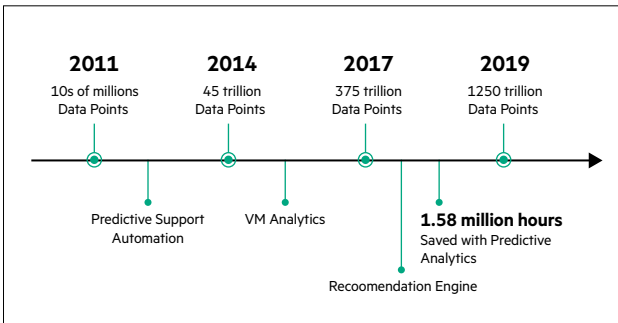 2011
10s of millions
Data Points
2014
45 trillion
Data Points
2017
375 trillion
Data Points
2019
1250 trillion
Data Points
Predictive Support
Automation
VM Analytics
Recoomendation Engine
1.58 million hours
Saved with Predictive
Analytics